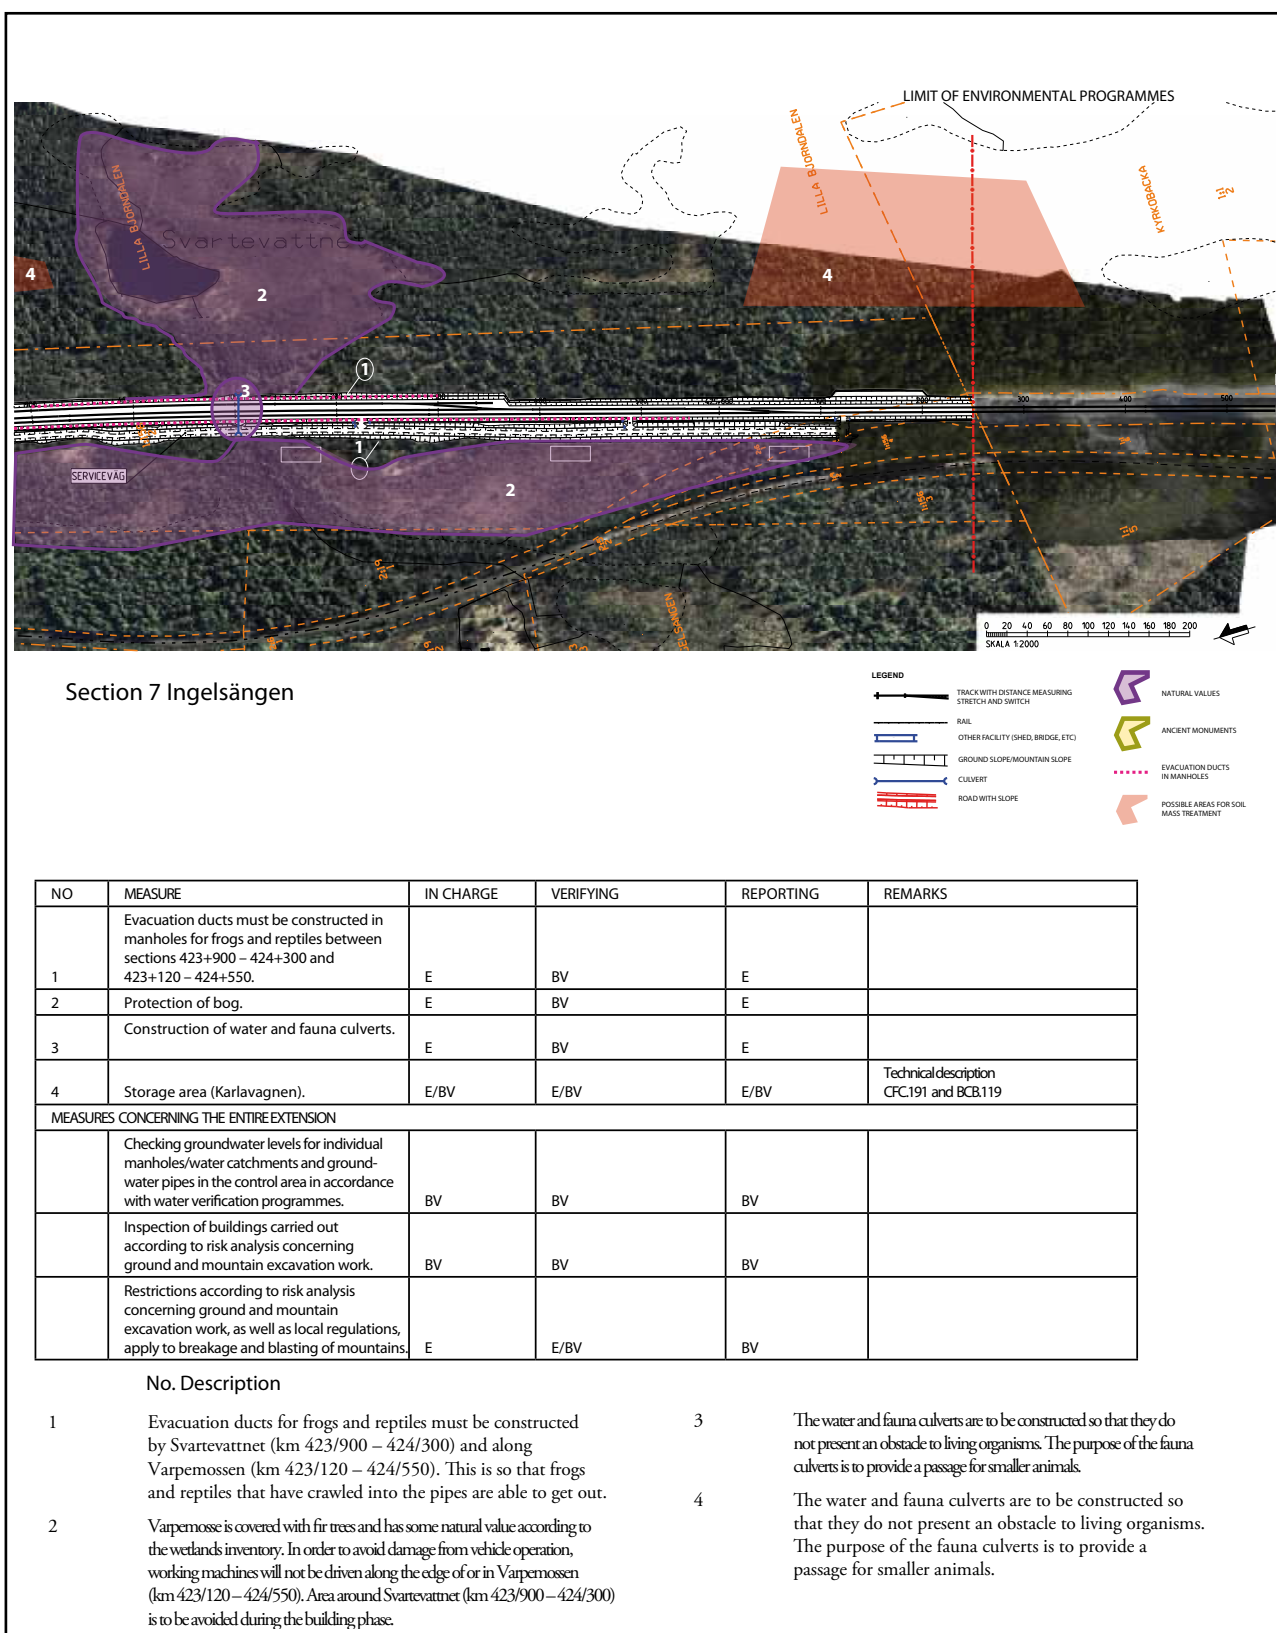 LIMIT OF ENVIRONMENTAL PROGRAMMES
LILLA BJORNDALEN
LILLA BJORNDALEN
KYRKOBACKA
Svartevattnet
4
2
4
3
1
1
2
SERVICEVÄG
300
400
500
0 20 40 60 80 100 120 140 160 180 200
SKALA 1:2000
Section 7 Ingelsängen
LEGEND
TRACK WITH DISTANCE MEASURING
STRETCH AND SWITCH
RAIL
OTHER FACILITY (SHED, BRIDGE, ETC)
GROUND SLOPE/MOUNTAIN SLOPE
CULVERT
ROAD WITH SLOPE
NATURAL VALUES
ANCIENT MONUMENTS
EVACUATION DUCTS
IN MANHOLES
POSSIBLE AREAS FOR SOIL
MASS TREATMENT
NO MEASURE IN CHARGE VERIFYING REPORTING REMARKS
Evacuation ducts must be constructed in
manholes for frogs and reptiles between
sections 423+900 – 424+300 and
1 423+120 – 424+550. E BV E
2 Protection of bog. E BV E
Construction of water and fauna culverts.
3 E BV E
Technical description
4 Storage area (Karlavagnen). E/BV E/BV E/BV CFC.191 and BCB.119
MEASURES CONCERNING THE ENTIRE EXTENSION
Checking groundwater levels for individual
manholes/water catchments and ground-
water pipes in the control area in accordance
with water verification programmes. BV BV BV
Inspection of buildings carried out
according to risk analysis concerning
ground and mountain excavation work. BV BV BV
Restrictions according to risk analysis
concerning ground and mountain
excavation work, as well as local regulations,
apply to breakage and blasting of mountains. E E/BV BV
No. Description
1 Evacuation ducts for frogs and reptiles must be constructed
by Svartevattnet (km 423/900 – 424/300) and along
Varpemossen (km 423/120 – 424/550). This is so that frogs
and reptiles that have crawled into the pipes are able to get out.
2 Varpemosse is covered with fir trees and has some natural value according to
the wetlands inventory. In order to avoid damage from vehicle operation,
working machines will not be driven along the edge of or in Varpemossen
(km 423/120 – 424/550). Area around Svartevattnet (km 423/900 – 424/300)
is to be avoided during the building phase.
3 The water and fauna culverts are to be constructed so that they do
not present an obstacle to living organisms. The purpose of the fauna
culverts is to provide a passage for smaller animals.
4 The water and fauna culverts are to be constructed so
that they do not present an obstacle to living organisms.
The purpose of the fauna culverts is to provide a
passage for smaller animals.